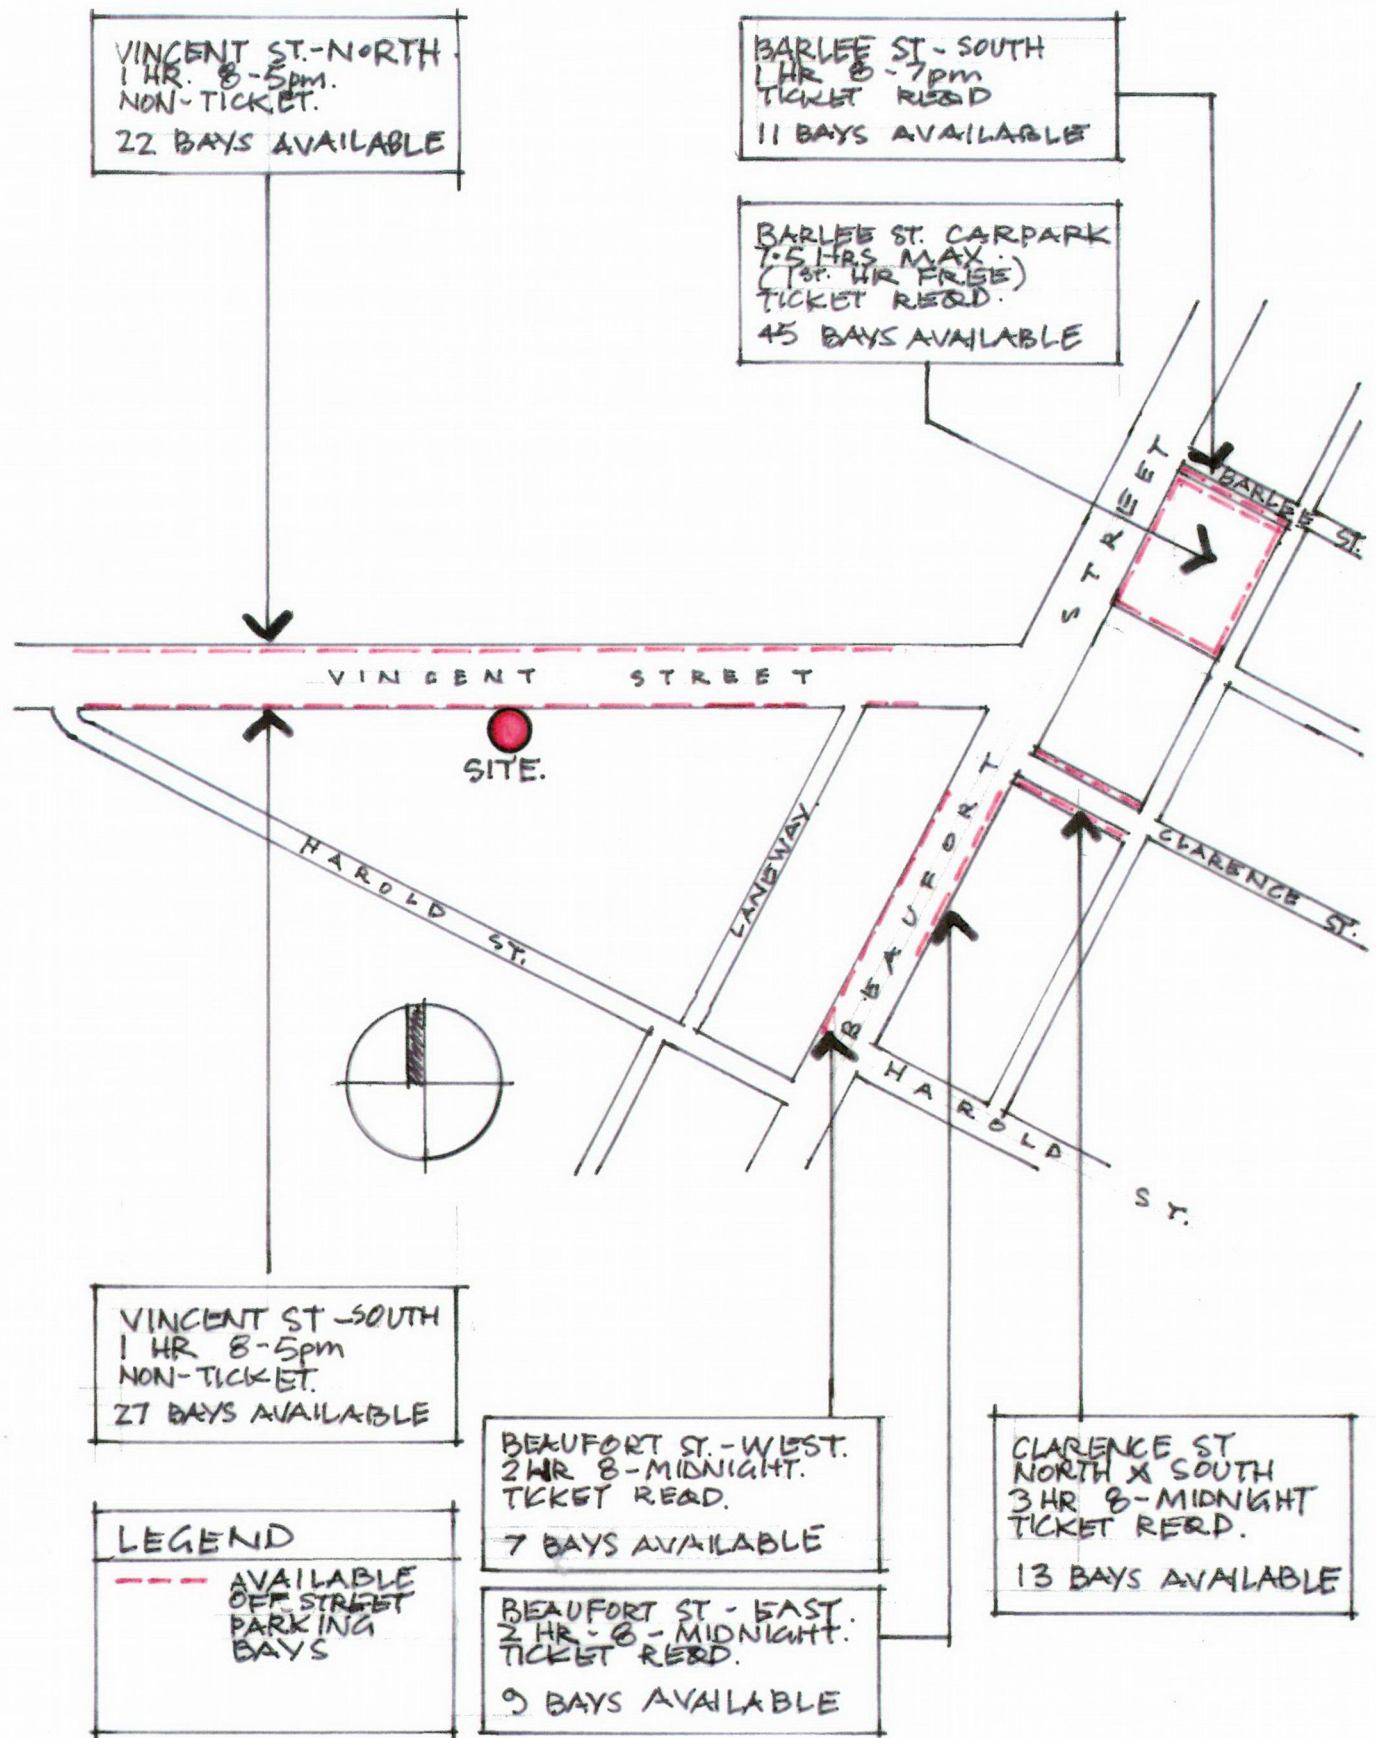 VINCENT ST.-NORTH.
1 HR. 8-5pm.
NON-TICKET.
22 BAYS AVAILABLE
BARLEE ST - SOUTH
1 HR 8-7pm
TICKET REQD
11 BAYS AVAILABLE
BARLEE ST. CARPARK
7.5 HRS MAX.
(1ST. HR FREE)
TICKET REQD.
45 BAYS AVAILABLE
STREET
BARLEE
ST.
VINCENT STREET
SITE.
HAROLD ST.
LANEWAY
BEAUFORT
CLARENCE ST.
HAROLD ST.
VINCENT ST - SOUTH
1 HR 8-5pm
NON-TICKET.
27 BAYS AVAILABLE
LEGEND
AVAILABLE
OFF STREET
PARKING
BAYS
BEAUFORT ST. - WEST.
2 HR 8-MIDNIGHT.
TICKET REQD.
7 BAYS AVAILABLE
BEAUFORT ST - EAST.
2 HR - 8 - MIDNIGHT.
TICKET REQD.
9 BAYS AVAILABLE
CLARENCE ST
NORTH & SOUTH
3 HR 8-MIDNIGHT
TICKET REQD.
13 BAYS AVAILABLE